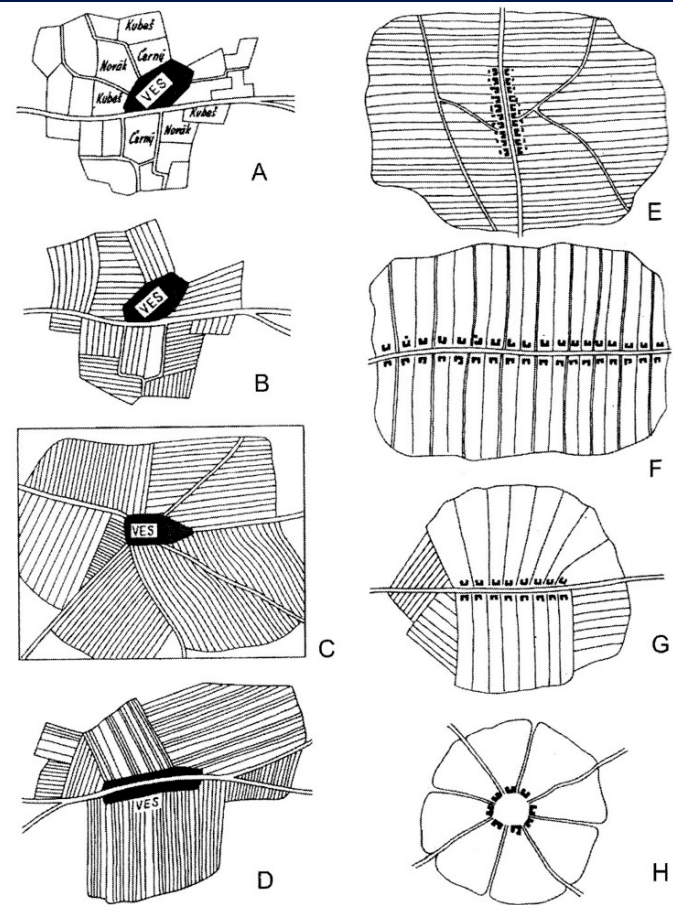 Kubeš
Novák
Černý
Kubeš
VES
Kubeš
Novák
Černý
A
VES
B
VES
C
VES
D
E
F
G
H